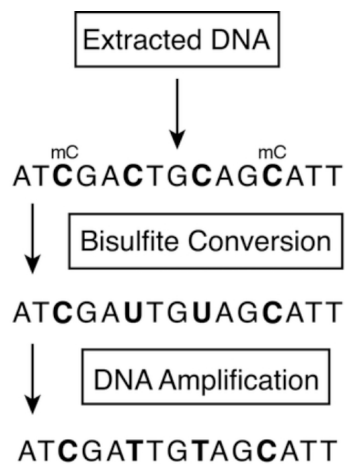 Extracted DNA
mC mC
ATCGACTGCAGCATT
Bisulfite Conversion
ATCGAUTGUAGCATT
DNA Amplification
ATCGATTGTAGCATT